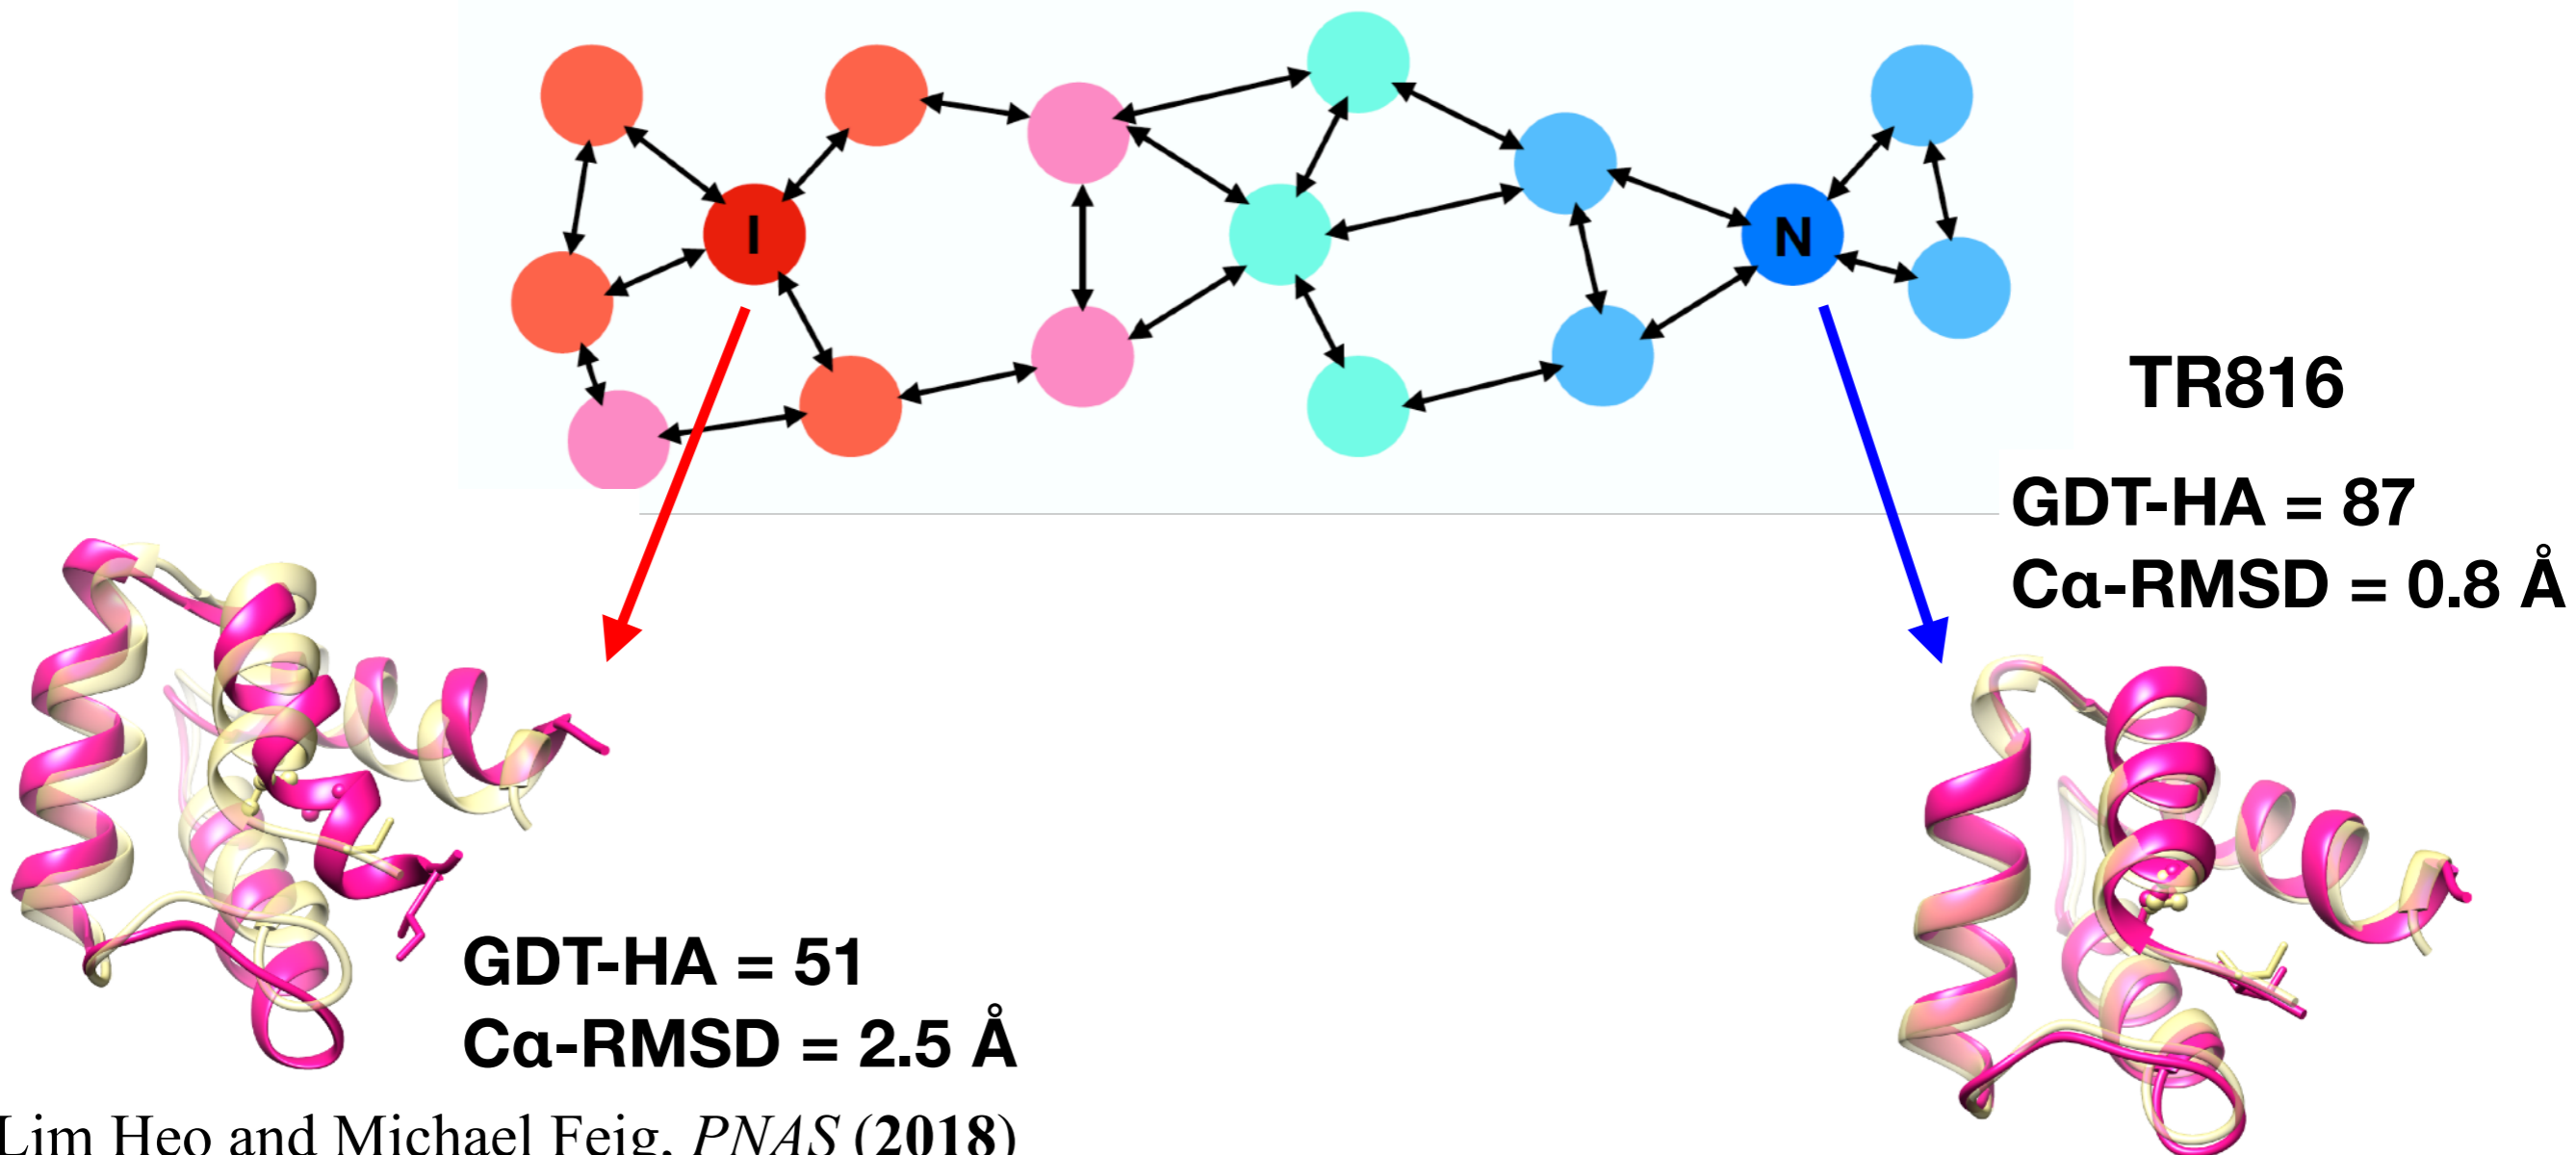 I
N
TR816
GDT-HA = 87
Cα-RMSD = 0.8 Å
GDT-HA = 51
Cα-RMSD = 2.5 Å
Lim Heo and Michael Feig, PNAS (2018)